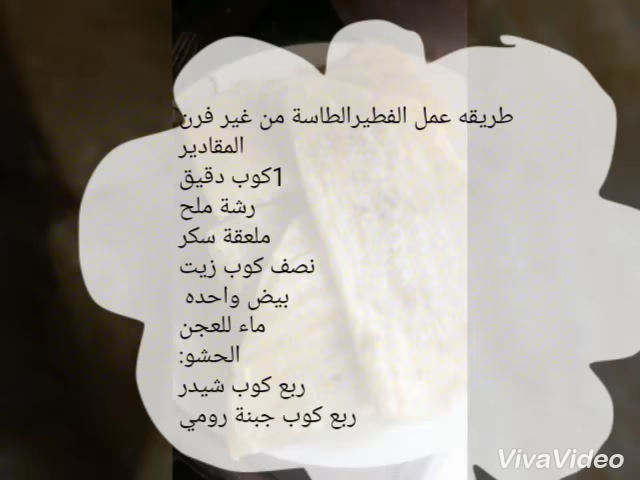 طريقه عمل الفطيرالطاسة من غير فرن
المقادير
1كوب دقيق
رشة ملح
ملعقة سكر
نصف كوب زيت
بيض واحده
ماء للعجن
الحشو:
ربع كوب شيدر
ربع كوب جبنة رومي
VivaVideo